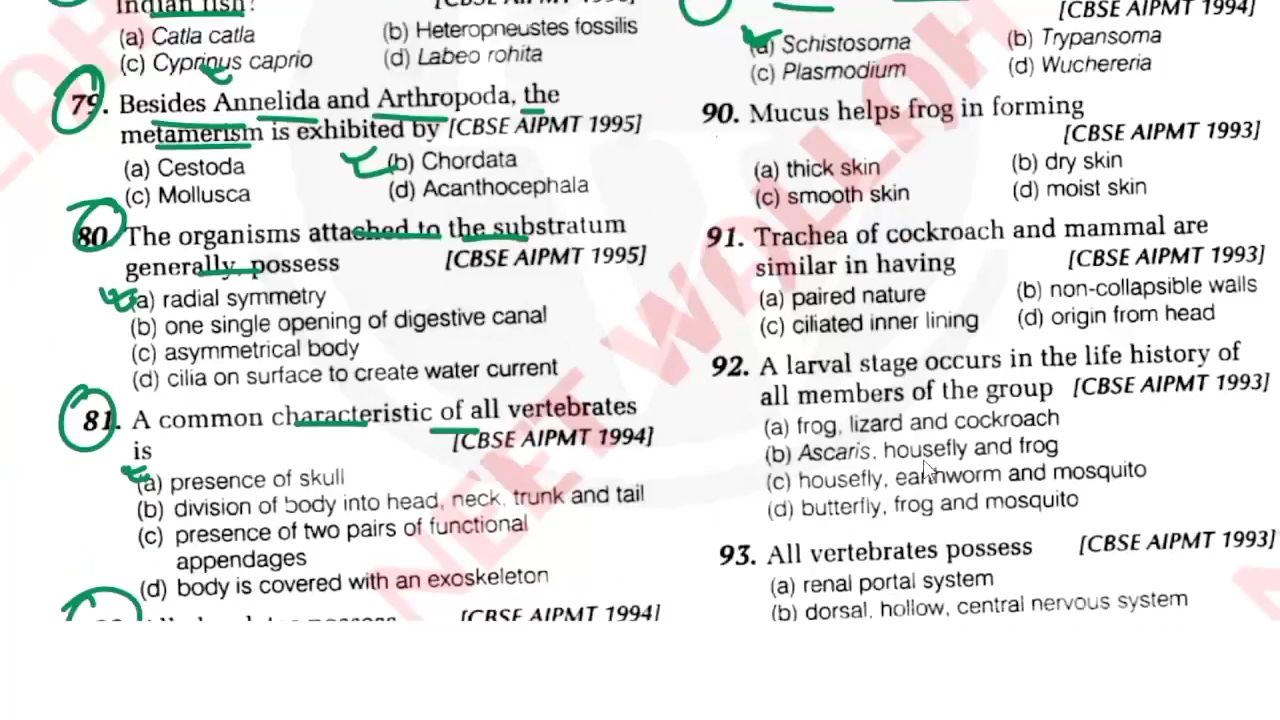 Indian fish?
(a) Catla catla
(b) Heteropneustes fossilis
(c) Cyprinus caprio
(d) Labeo rohita
79. Besides Annelida and Arthropoda, the
metamerism is exhibited by [CBSE AIPMT 1995]
(a) Cestoda
(b) Chordata
(c) Mollusca
(d) Acanthocephala
80. The organisms attached to the substratum
generally possess [CBSE AIPMT 1995]
(a) radial symmetry
(b) one single opening of digestive canal
(c) asymmetrical body
(d) cilia on surface to create water current
81. A common characteristic of all vertebrates
is [CBSE AIPMT 1994]
(a) presence of skull
(b) division of body into head, neck, trunk and tail
(c) presence of two pairs of functional
appendages
(d) body is covered with an exoskeleton
[CBSE AIPMT 1994]
[CBSE AIPMT 1994]
(a) Schistosoma
(b) Trypansoma
(c) Plasmodium
(d) Wuchereria
90. Mucus helps frog in forming
[CBSE AIPMT 1993]
(a) thick skin
(b) dry skin
(c) smooth skin
(d) moist skin
91. Trachea of cockroach and mammal are
similar in having [CBSE AIPMT 1993]
(a) paired nature
(b) non-collapsible walls
(c) ciliated inner lining
(d) origin from head
92. A larval stage occurs in the life history of
all members of the group [CBSE AIPMT 1993]
(a) frog, lizard and cockroach
(b) Ascaris, housefly and frog
(c) housefly, earthworm and mosquito
(d) butterfly, frog and mosquito
93. All vertebrates possess [CBSE AIPMT 1993]
(a) renal portal system
(b) dorsal, hollow, central nervous system
NEET WALLAH